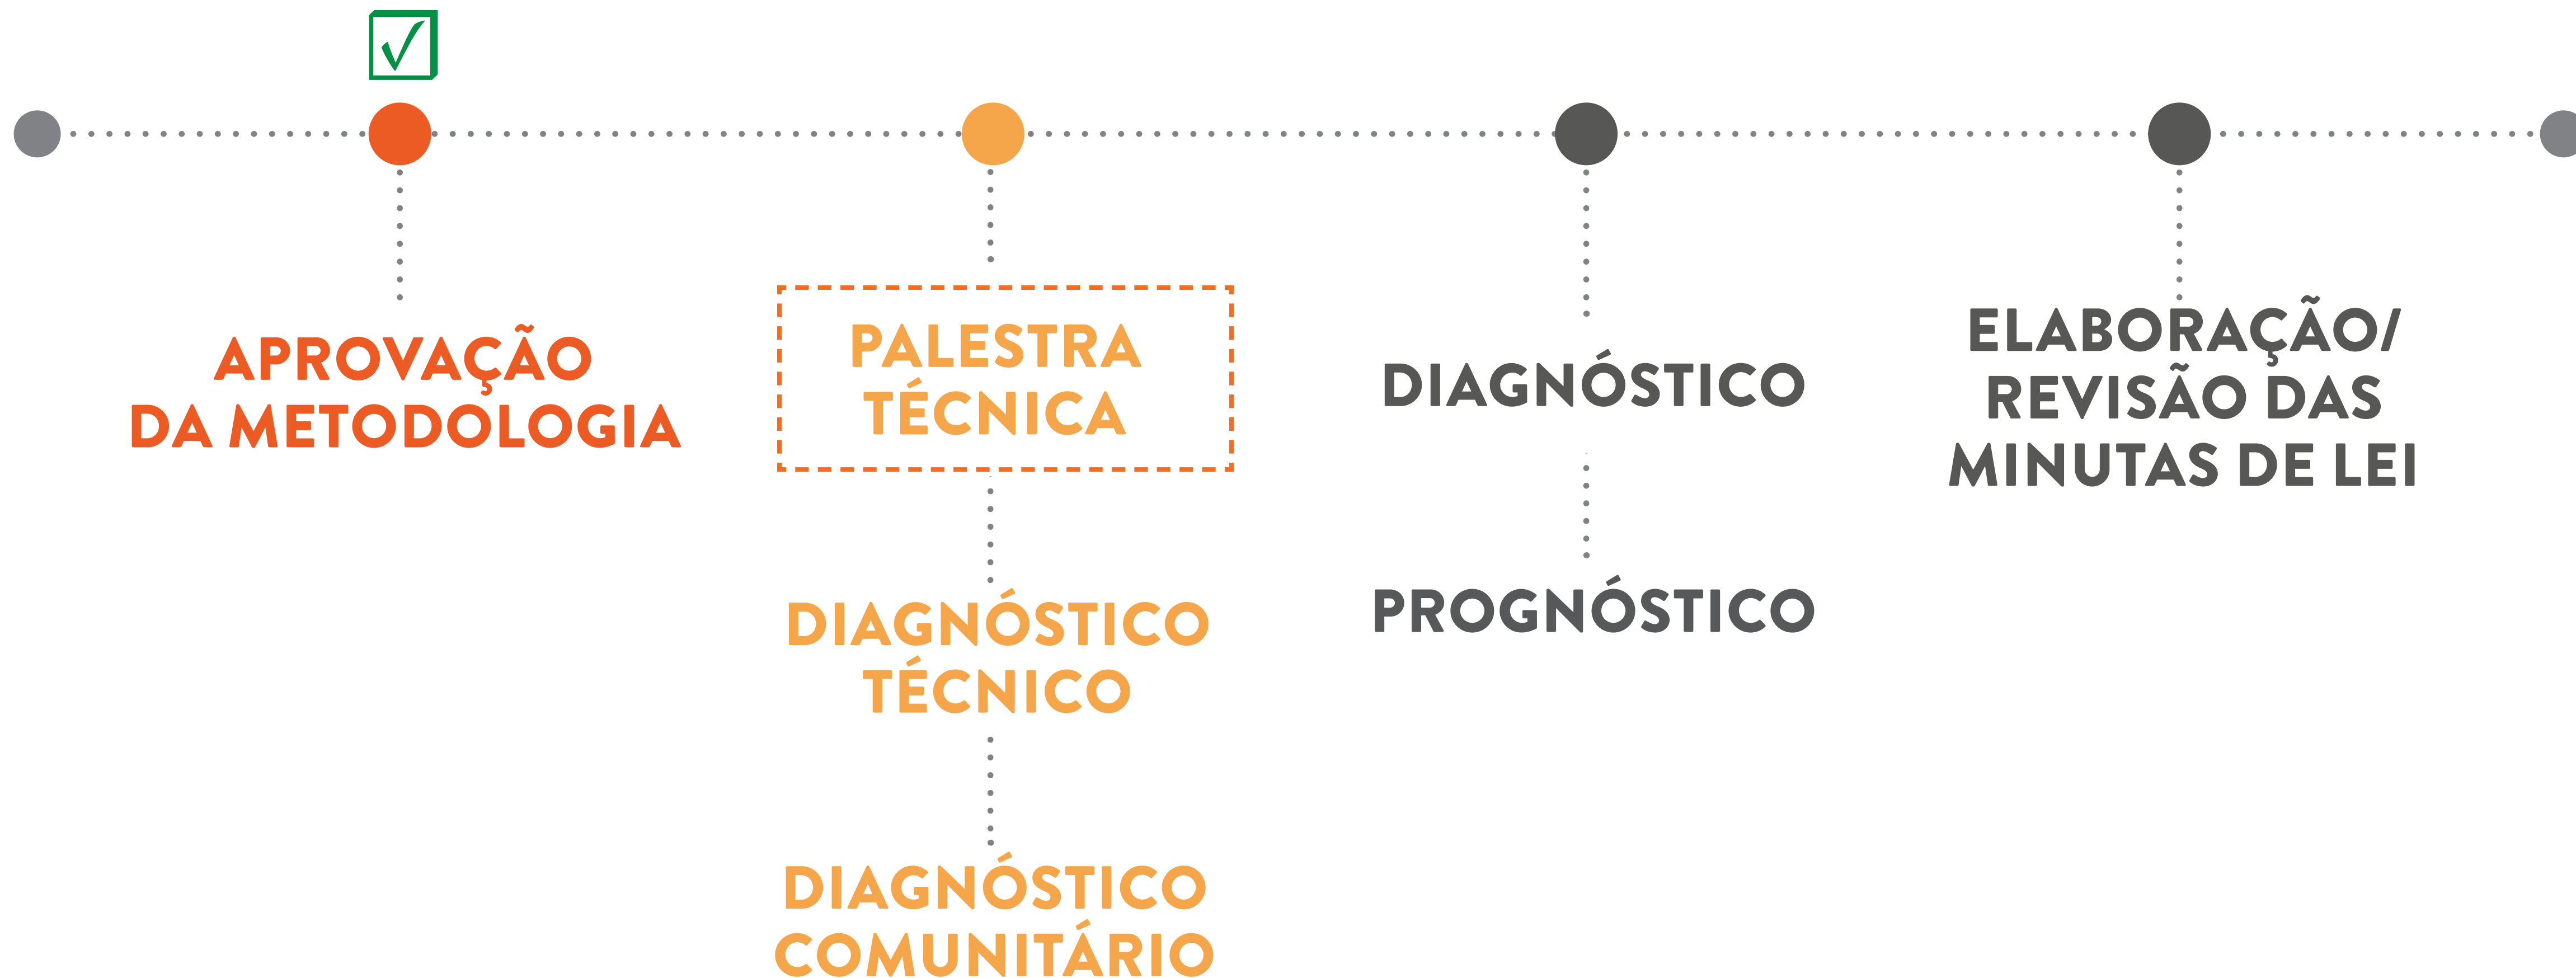 APROVAÇÃO
DA METODOLOGIA
PALESTRA
TÉCNICA
DIAGNÓSTICO
TÉCNICO
DIAGNÓSTICO
COMUNITÁRIO
DIAGNÓSTICO
PROGNÓSTICO
ELABORAÇÃO/
REVISÃO DAS
MINUTAS DE LEI